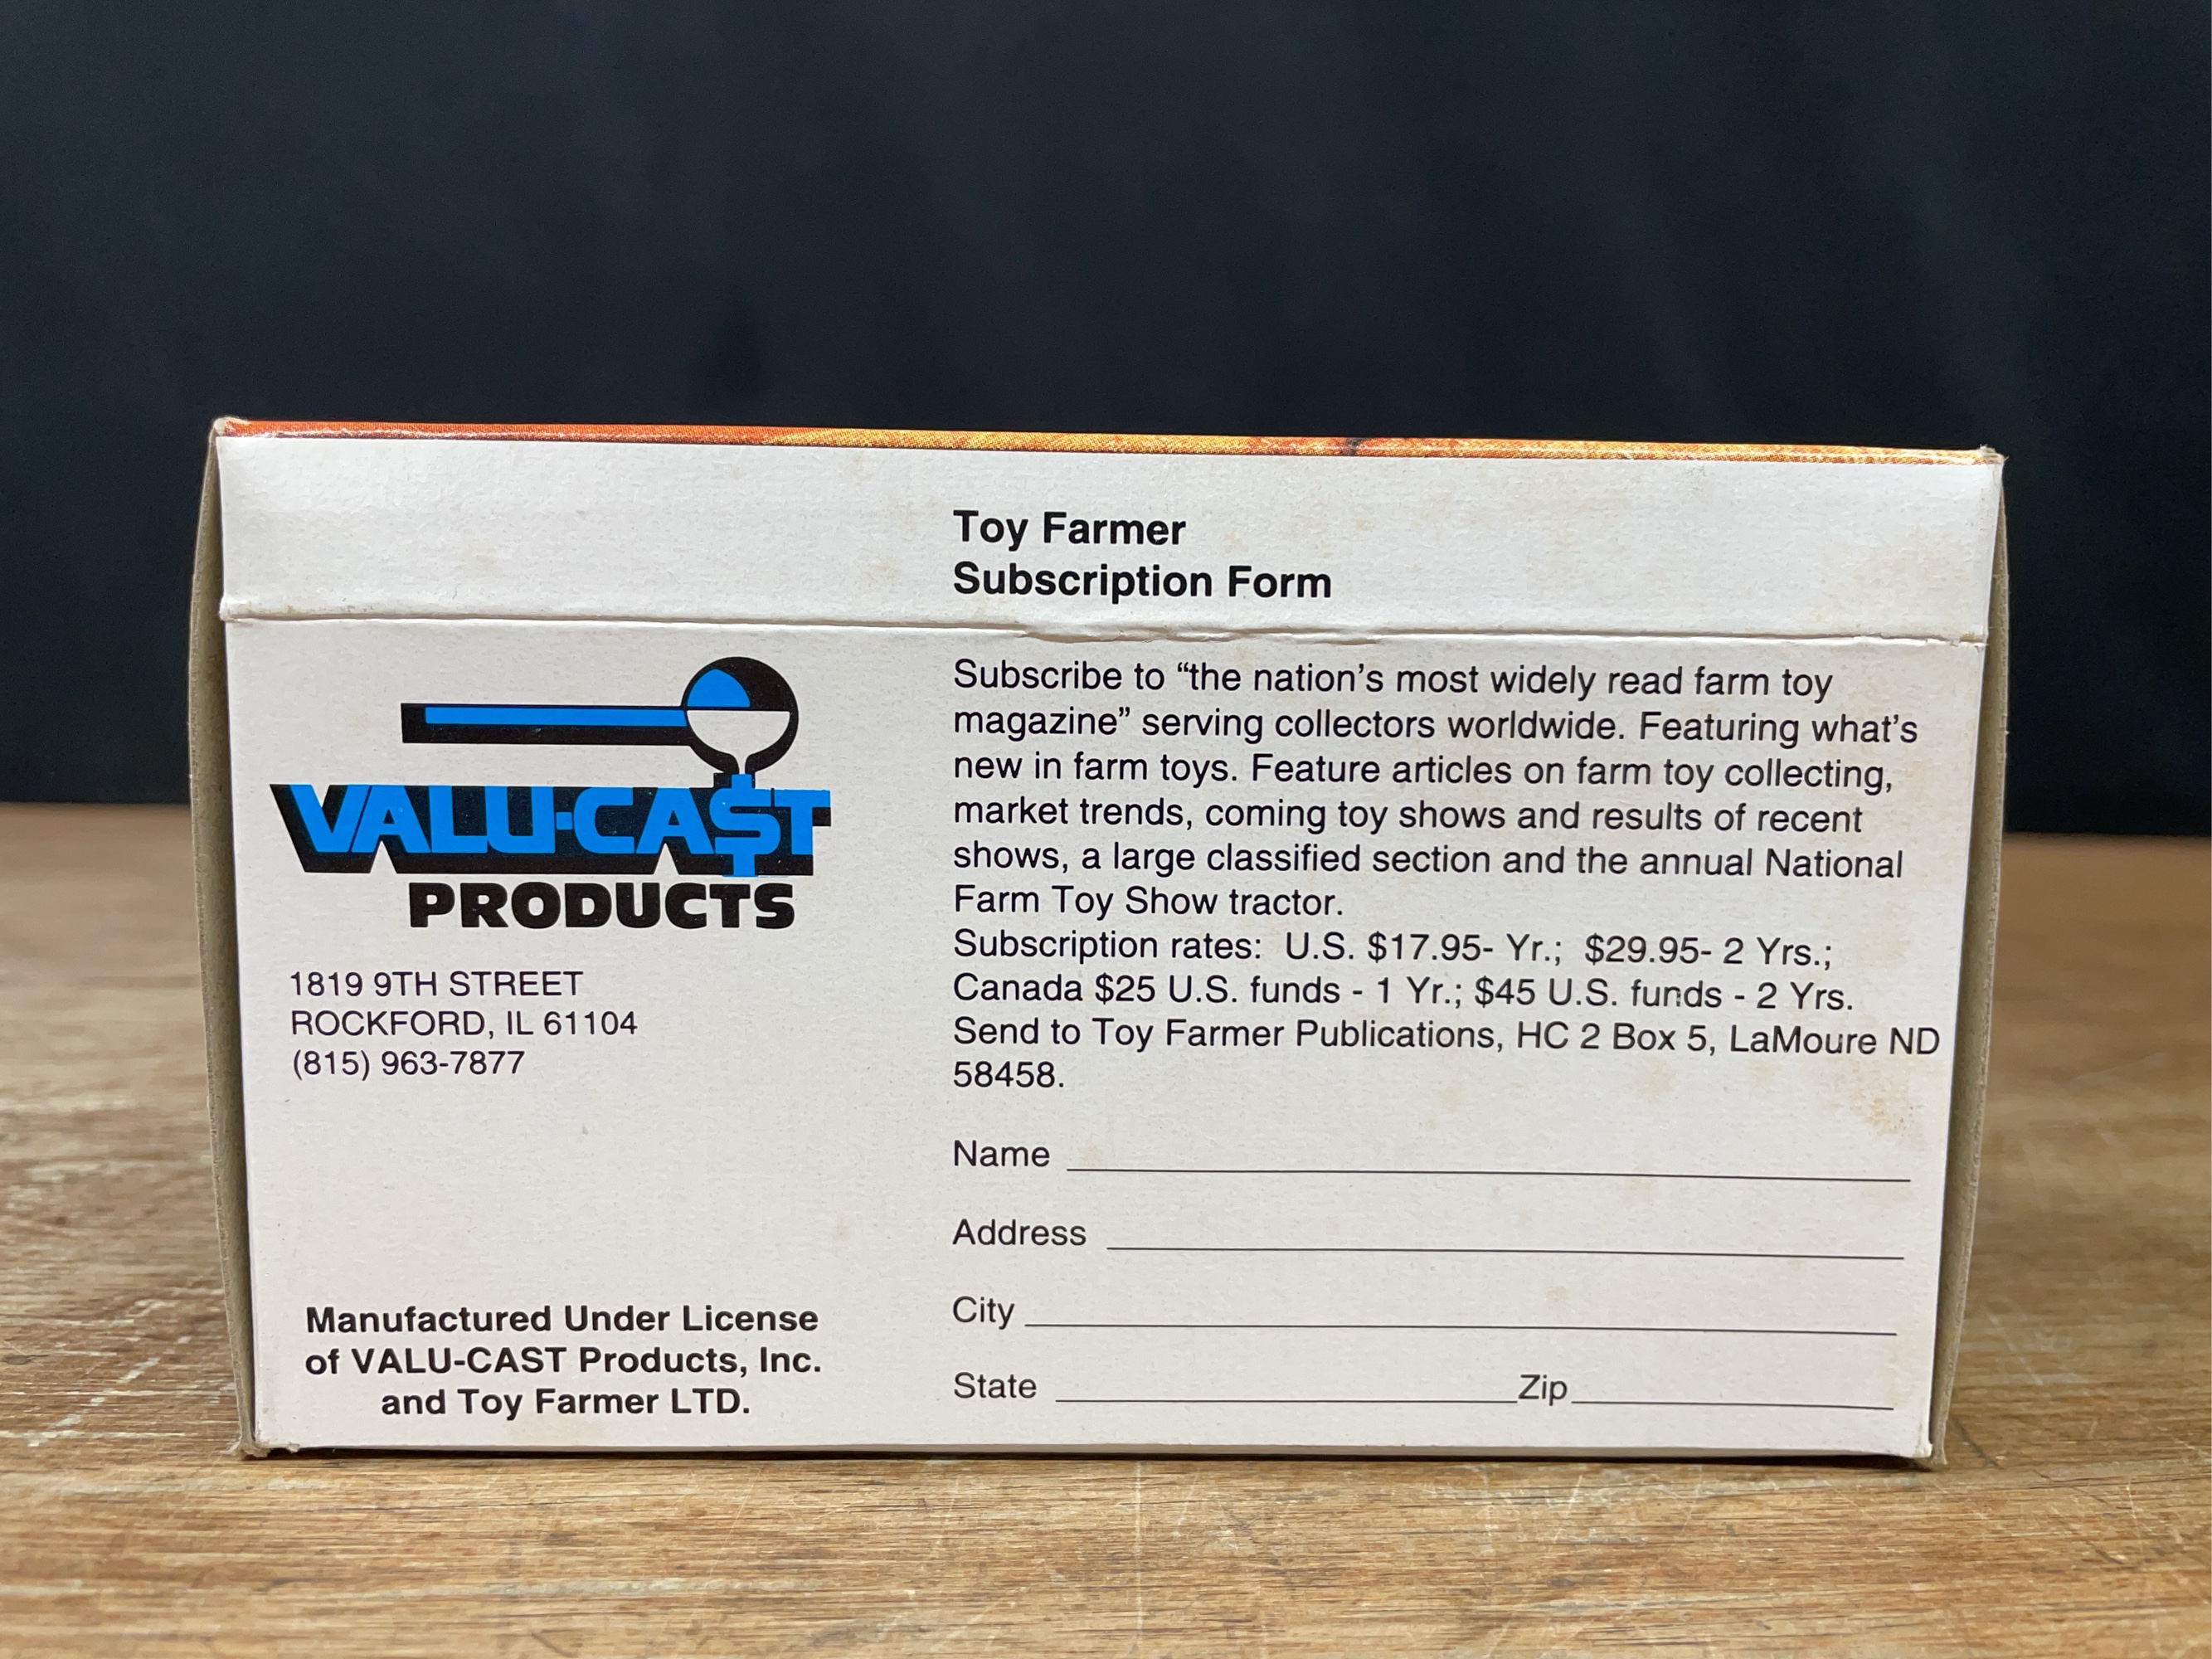 Toy Farmer
Subscription Form
VALU-CA$T
PRODUCTS
1819 9TH STREET
ROCKFORD, IL 61104
(815) 963-7877
Manufactured Under License
of VALU-CAST Products, Inc.
and Toy Farmer LTD.
Subscribe to “the nation’s most widely read farm toy
magazine” serving collectors worldwide. Featuring what’s
new in farm toys. Feature articles on farm toy collecting,
market trends, coming toy shows and results of recent
shows, a large classified section and the annual National
Farm Toy Show tractor.
Subscription rates:  U.S. $17.95- Yr.;  $29.95- 2 Yrs.;
Canada $25 U.S. funds - 1 Yr.; $45 U.S. funds - 2 Yrs.
Send to Toy Farmer Publications, HC 2 Box 5, LaMoure ND
58458.
Name
Address
City
State Zip